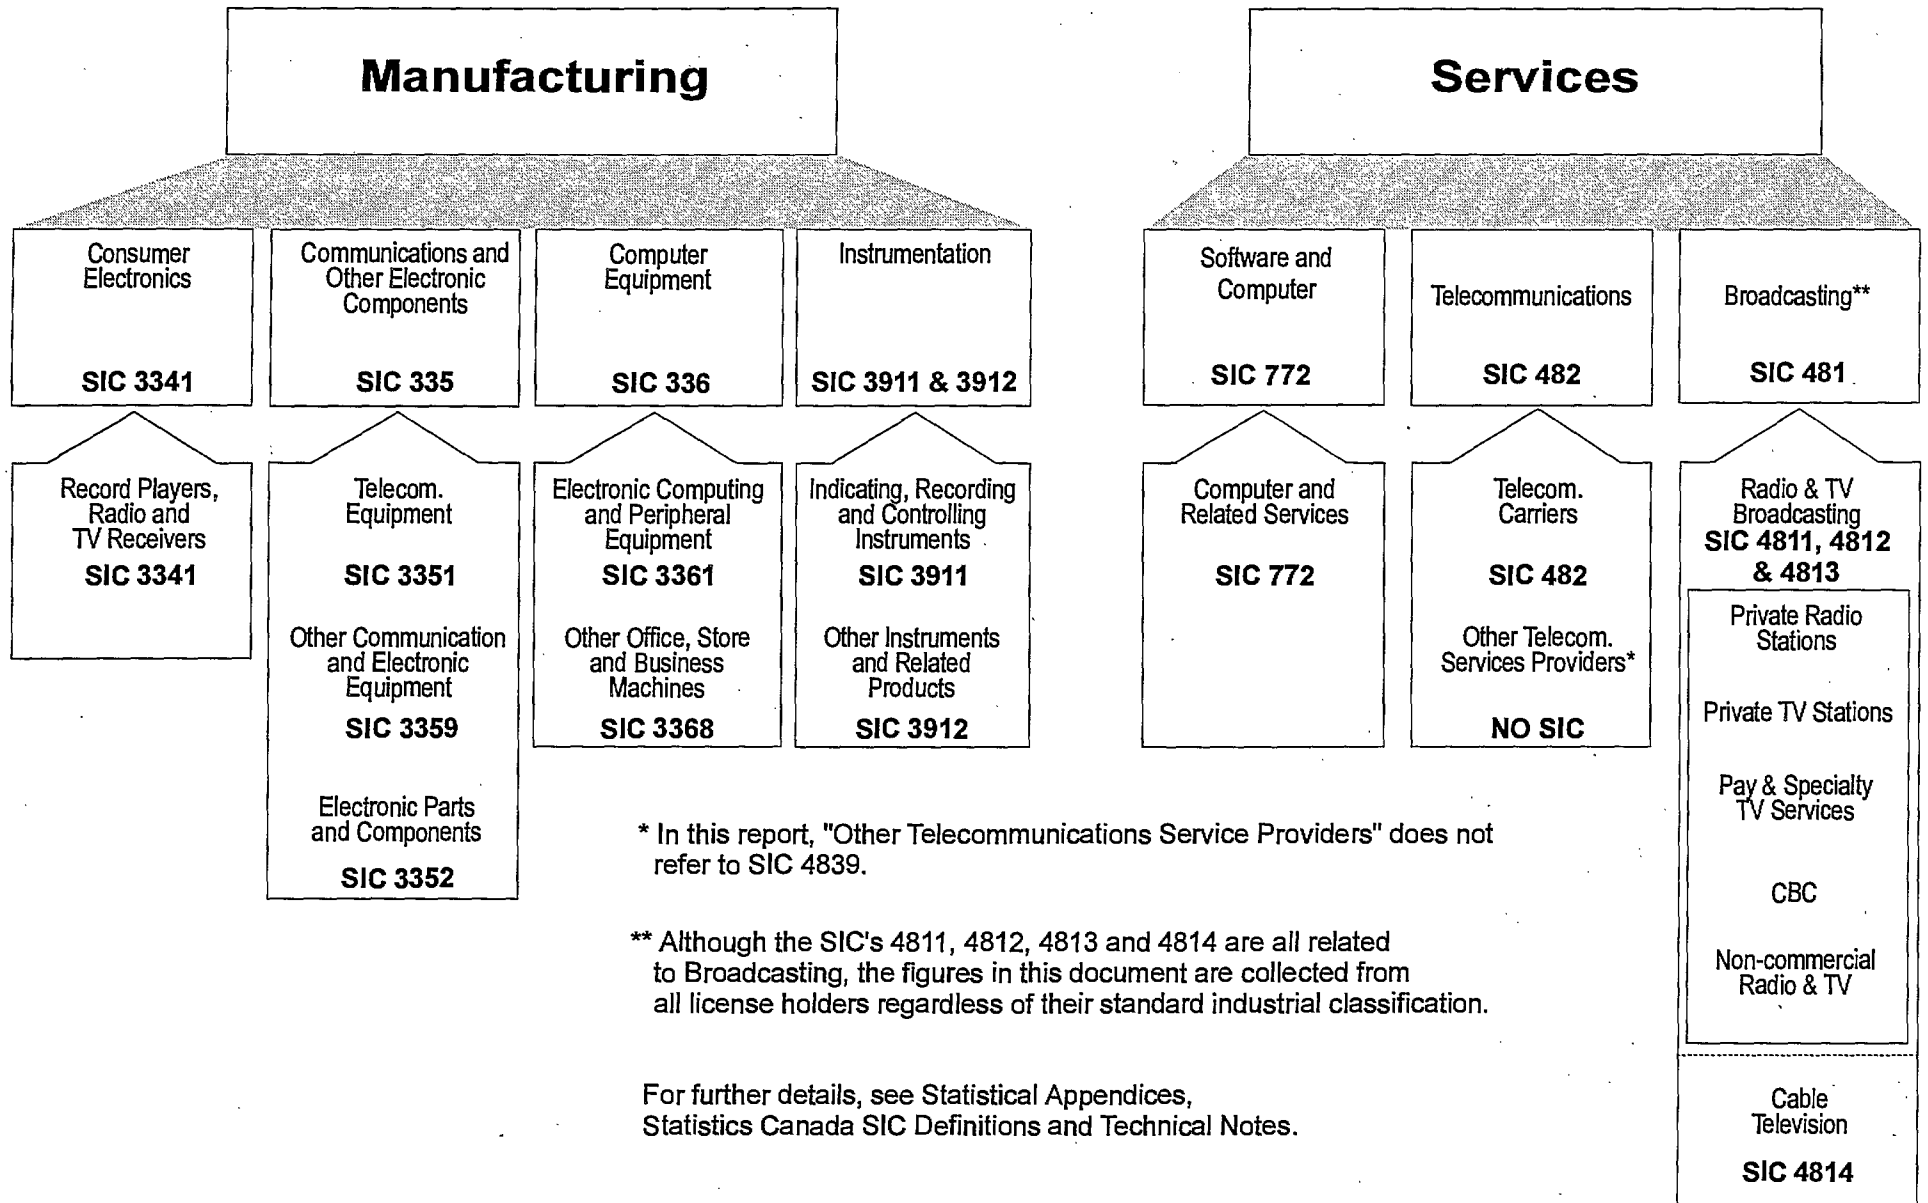 Manufacturing
Consumer
Electronics
SIC 3341
Communications and
Other Electronic
Components
SIC 335
Computer
Equipment
SIC 336
Instrumentation
SIC 3911 & 3912
Record Players,
Radio and
TV Receivers
SIC 3341
Telecom.
Equipment
SIC 3351
Other Communication
and Electronic
Equipment
SIC 3359
Electronic Parts
and Components
SIC 3352
Electronic Computing
and Peripheral
Equipment
SIC 3361
Other Office, Store
and Business
Machines
SIC 3368
Indicating, Recording
and Controlling
Instruments
SIC 3911
Other Instruments
and Related
Products
SIC 3912
Services
Software and
Computer
SIC 772
Telecommunications
SIC 482
Broadcasting**
SIC 481
Computer and
Related Services
SIC 772
Telecom.
Carriers
SIC 482
Other Telecom.
Services Providers*
NO SIC
Radio & TV
Broadcasting
SIC 4811, 4812
& 4813
Private Radio
Stations
Private TV Stations
Pay & Specialty
TV Services
CBC
Non-commercial
Radio & TV
Cable
Television
SIC 4814
* In this report, "Other Telecommunications Service Providers" does not
refer to SIC 4839.
** Although the SIC's 4811, 4812, 4813 and 4814 are all related
to Broadcasting, the figures in this document are collected from
all license holders regardless of their standard industrial classification.
For further details, see Statistical Appendices,
Statistics Canada SIC Definitions and Technical Notes.